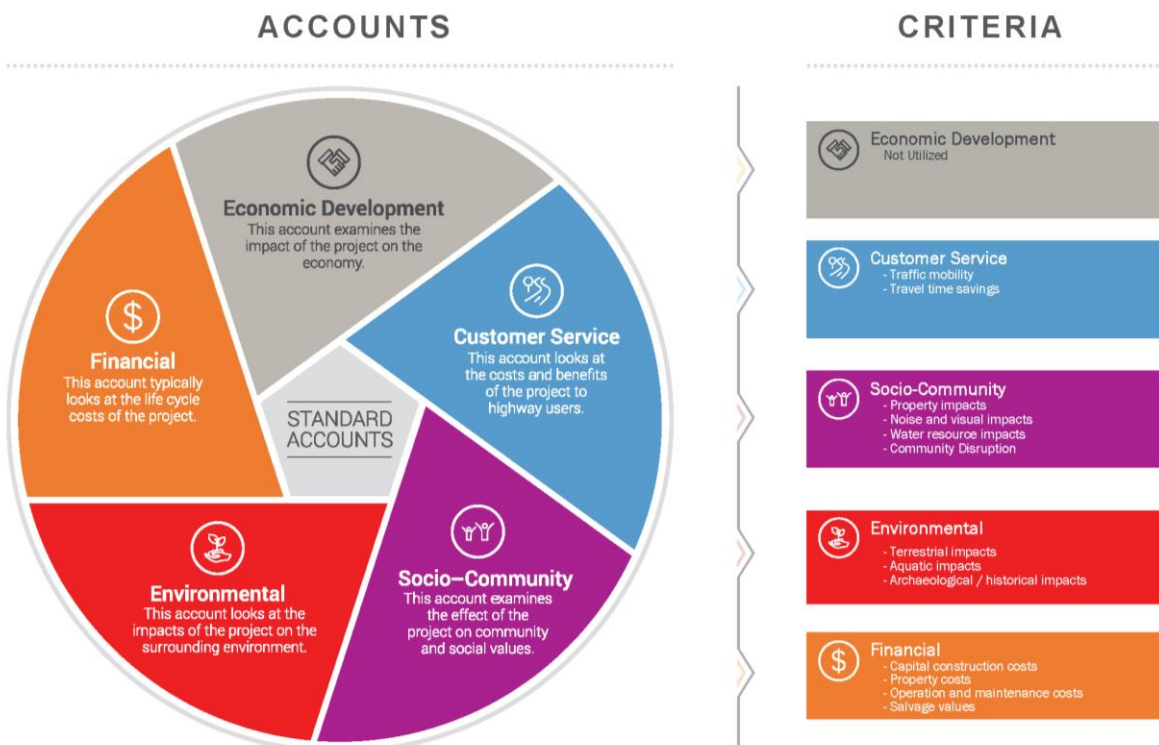 ACCOUNTS
Economic Development
This account examines the
impact of the project on the
economy.
Customer Service
This account looks at
the costs and benefits
of the project to
highway users.
Financial
This account typically
looks at the life cycle
costs of the project.
STANDARD
ACCOUNTS
Environmental
This account looks at the
impacts of the project on the
surrounding environment.
Socio–Community
This account examines
the effect of the
project on community
and social values.
CRITERIA
Economic Development
Not Utilized
Customer Service
- Traffic mobility
- Travel time savings
Socio-Community
- Property impacts
- Noise and visual impacts
- Water resource impacts
- Community Disruption
Environmental
- Terrestrial impacts
- Aquatic impacts
- Archaeological / historical impacts
Financial
- Capital construction costs
- Property costs
- Operation and maintenance costs
- Salvage values